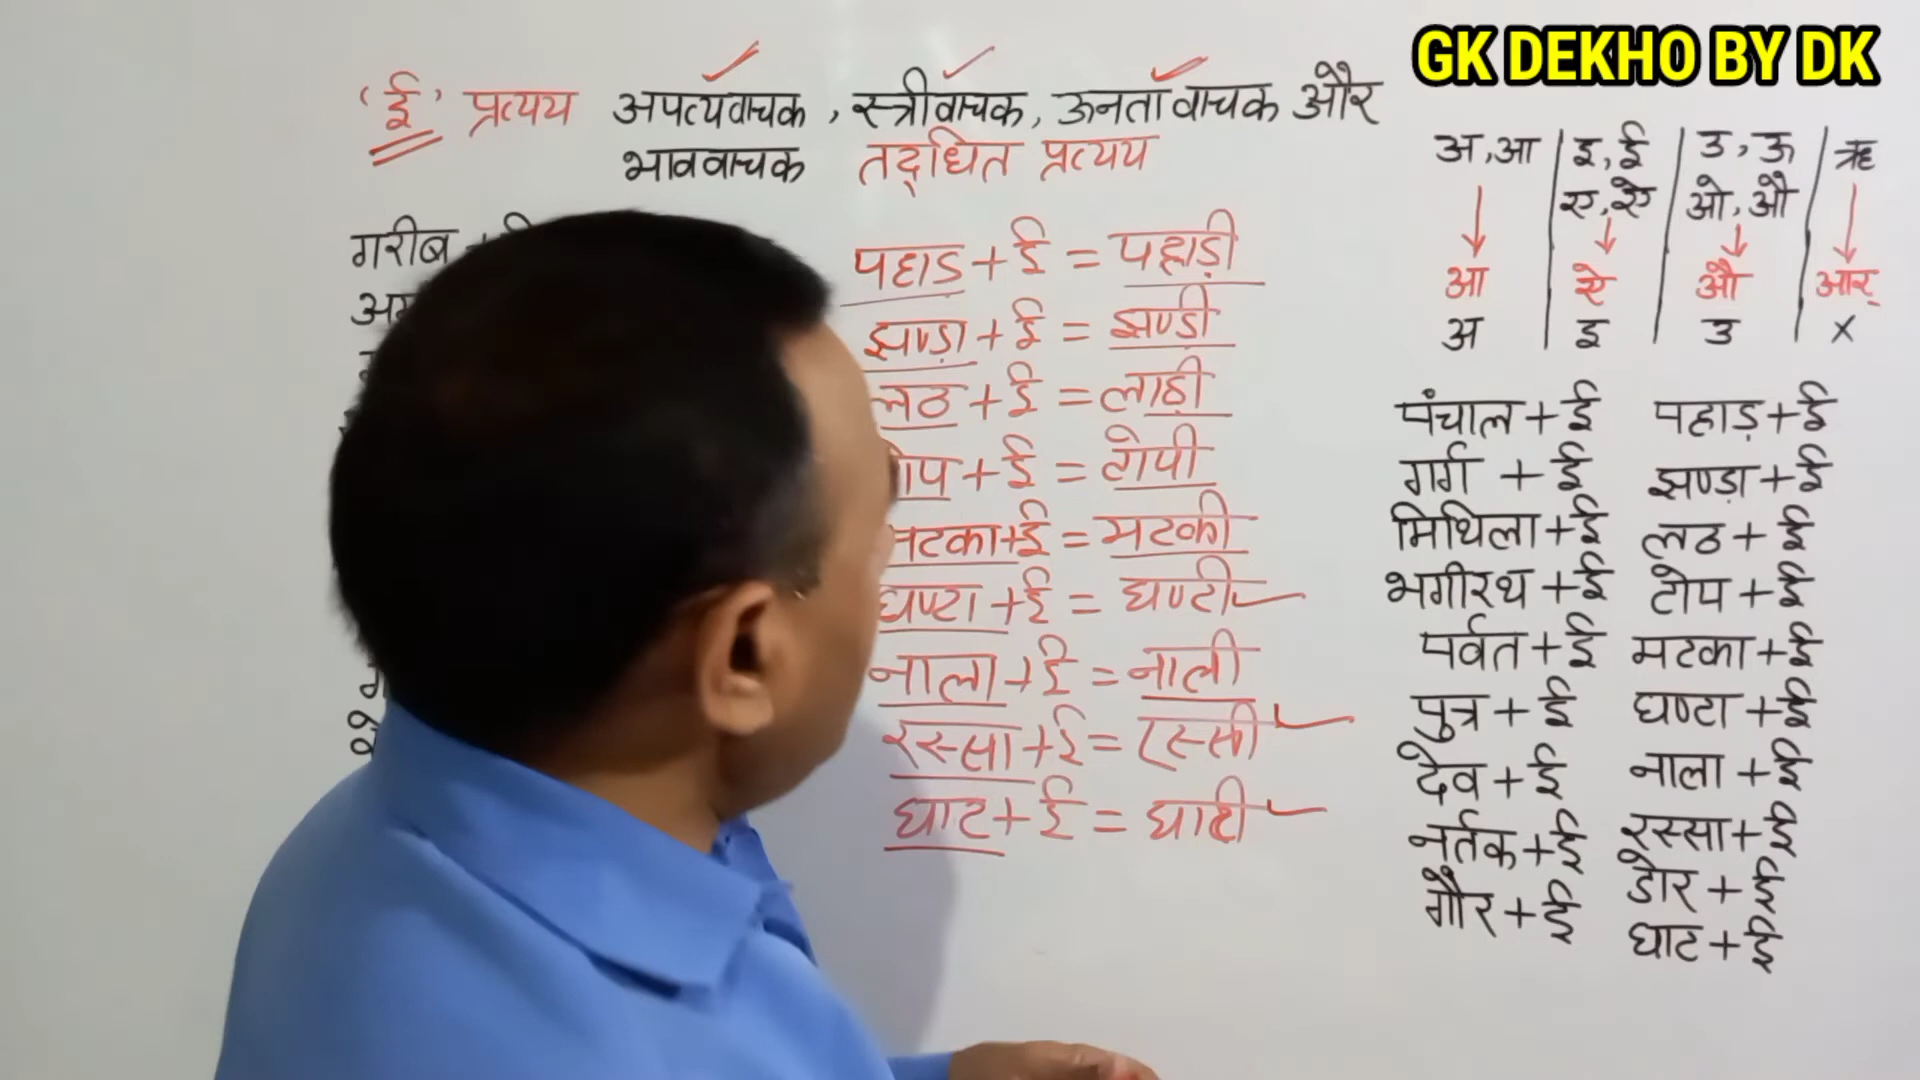 GK DEKHO BY DK
'ई' प्रत्यय अपत्यवाचक, स्त्रीवाचक, ऊनतावाचक और
भाववाचक तद्धित प्रत्यय
गरीब +
पहाड + ई = पहाड़ी
झण्ड़ा + ई = झण्ड़ी
लठ + ई = लाठी
+ ई = टोपी
+ ई = मटकी
घण्टा + ई = घण्टी
नाला + ई = नाली
रस्सा + ई = रस्सी
घाट + ई = घाटी
अ, आ | इ, ई | उ, ऊ | ऋ
ए, ऐ | ओ, औ
↓ ↓ ↓ ↓
आ | ऐ | औ | आर्
अ | इ | उ | ×
पंचाल + ई
गर्ग + ई
मिथिला + ई
भगीरथ + ई
पर्वत + ई
पुत्र + ई
देव + ई
नर्तक + ई
गौर + ई
पहाड़ + ई
झण्ड़ा + ई
लठ + ई
टोप + ई
मटका + ई
घण्टा + ई
नाला + ई
रस्सा + ई
डोर + ई
घाट + ई